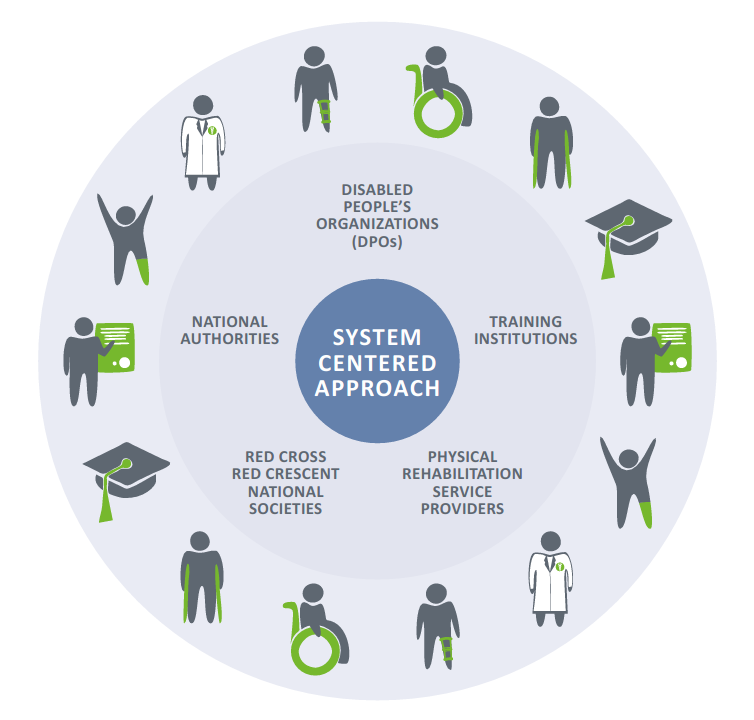 DISABLED
PEOPLE’S
ORGANIZATIONS
(DPOs)
NATIONAL
AUTHORITIES
SYSTEM
CENTERED
APPROACH
TRAINING
INSTITUTIONS
RED CROSS
RED CRESCENT
NATIONAL
SOCIETIES
PHYSICAL
REHABILITATION
SERVICE
PROVIDERS